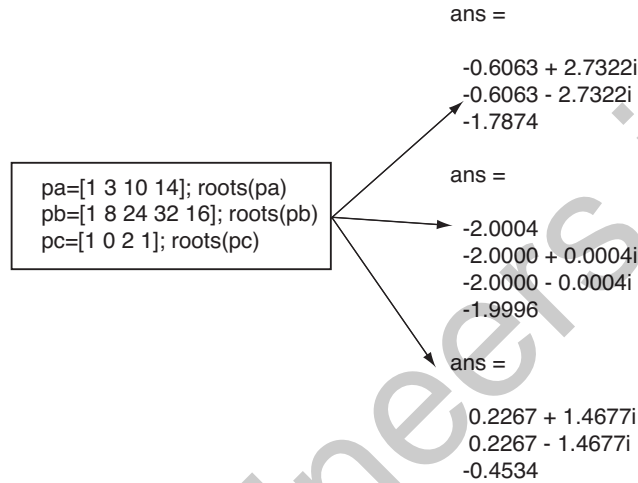 ans =
-0.6063 + 2.7322i
-0.6063 - 2.7322i
-1.7874
pa=[1 3 10 14]; roots(pa)
pb=[1 8 24 32 16]; roots(pb)
pc=[1 0 2 1]; roots(pc)
ans =
-2.0004
-2.0000 + 0.0004i
-2.0000 - 0.0004i
-1.9996
ans =
0.2267 + 1.4677i
0.2267 - 1.4677i
-0.4534
neers